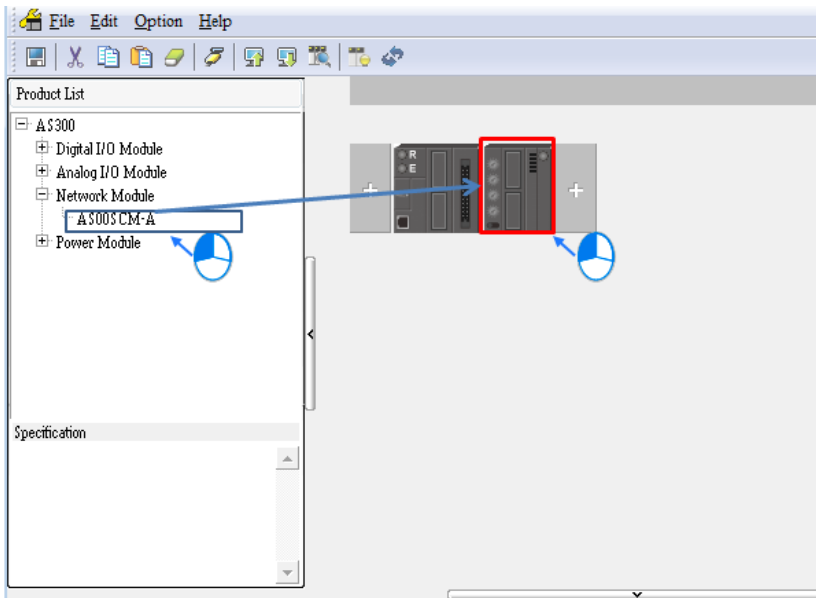 File Edit Option Help
Product List
AS300
Digital I/O Module
Analog I/O Module
Network Module
AS00SCM-A
Power Module
R
E
Specification